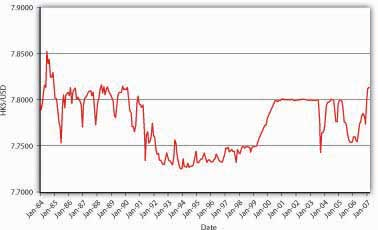 7.9000
7.8500
7.8000
7.2500
7.7000
HK$/USD
Jan-84
Jan-85
Jan-86
Jan-87
Jan-88
Jan-89
Jan-90
Jan-91
Jan-92
Jan-93
Jan-94
Jan-95
Jan-96
Jan-97
Jan-98
Jan-99
Jan-00
Jan-01
Jan-02
Jan-03
Jan-04
Jan-05
Jan-06
Jan-07
Date